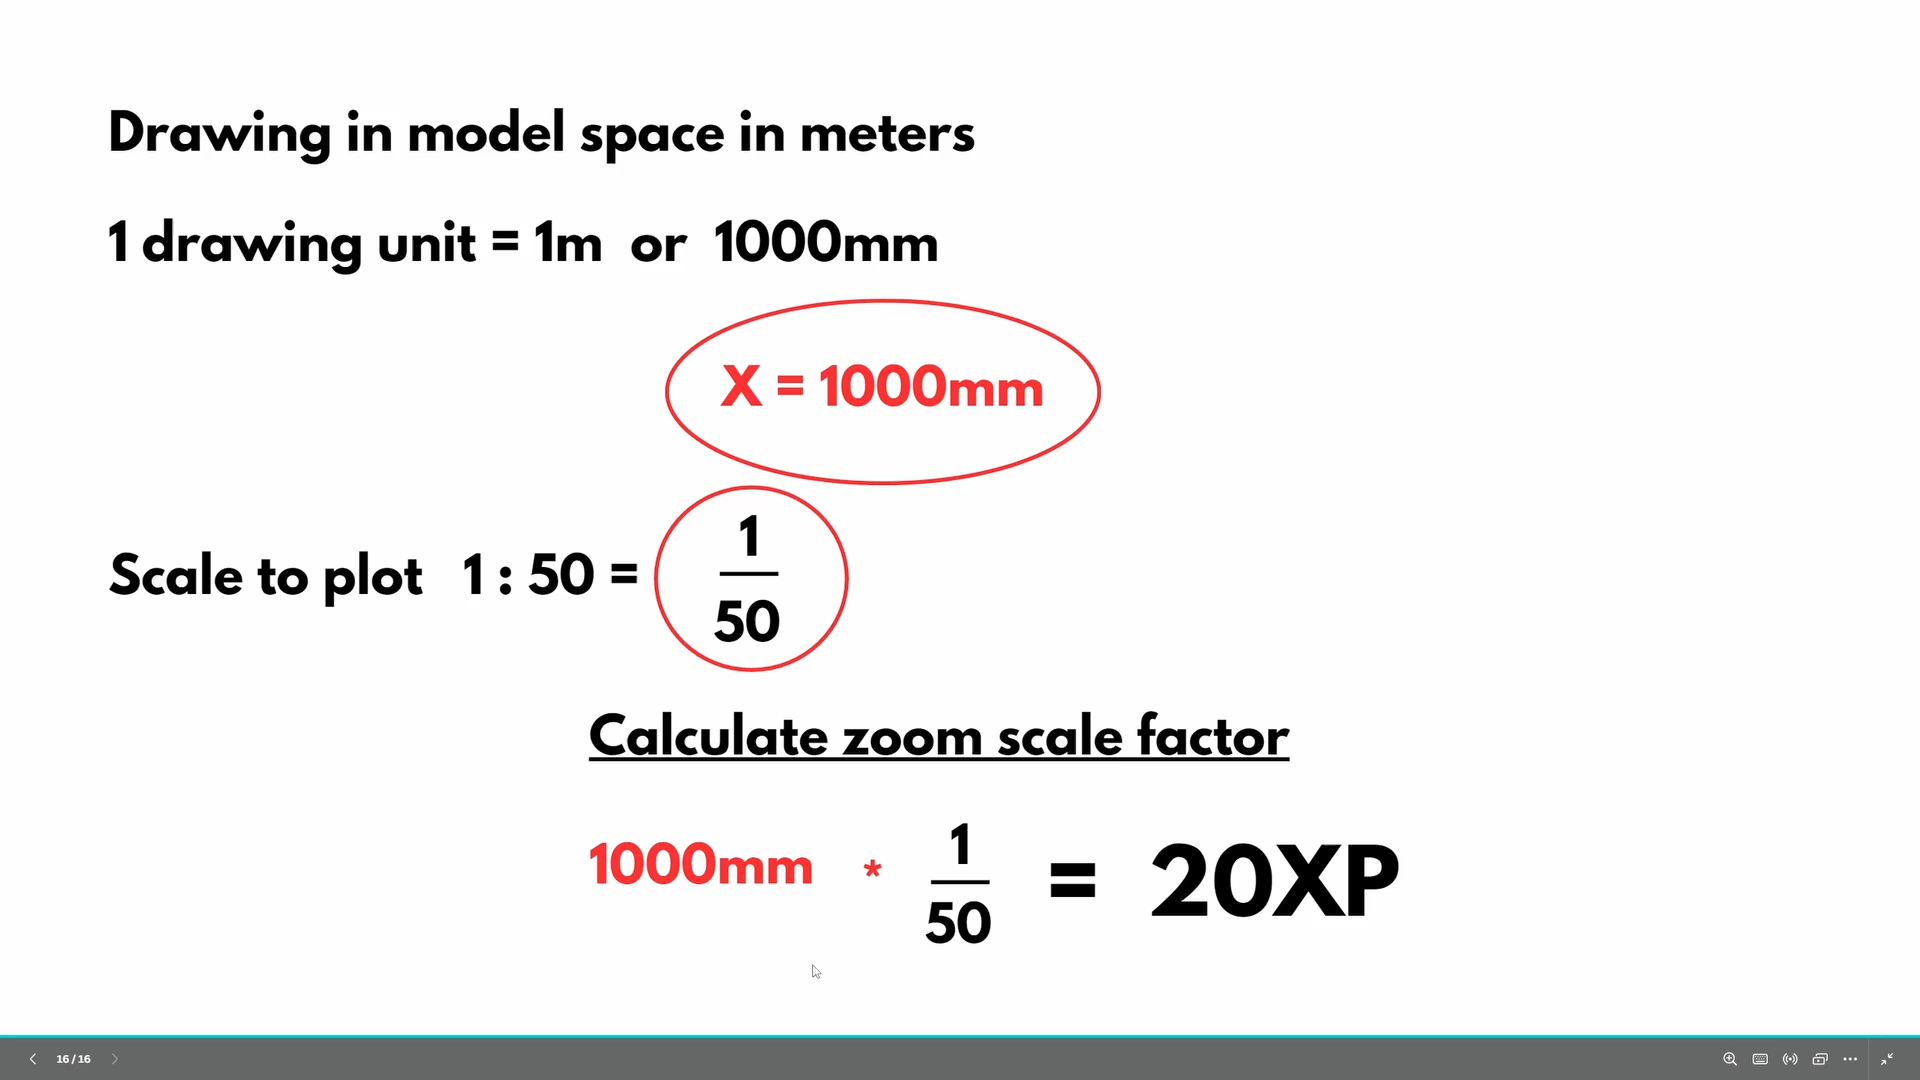 Drawing in model space in meters
1 drawing unit = 1m or 1000mm
X = 1000mm
Scale to plot 1 : 50 = 1
50
Calculate zoom scale factor
1000mm * 1
50
= 20XP
16 / 16